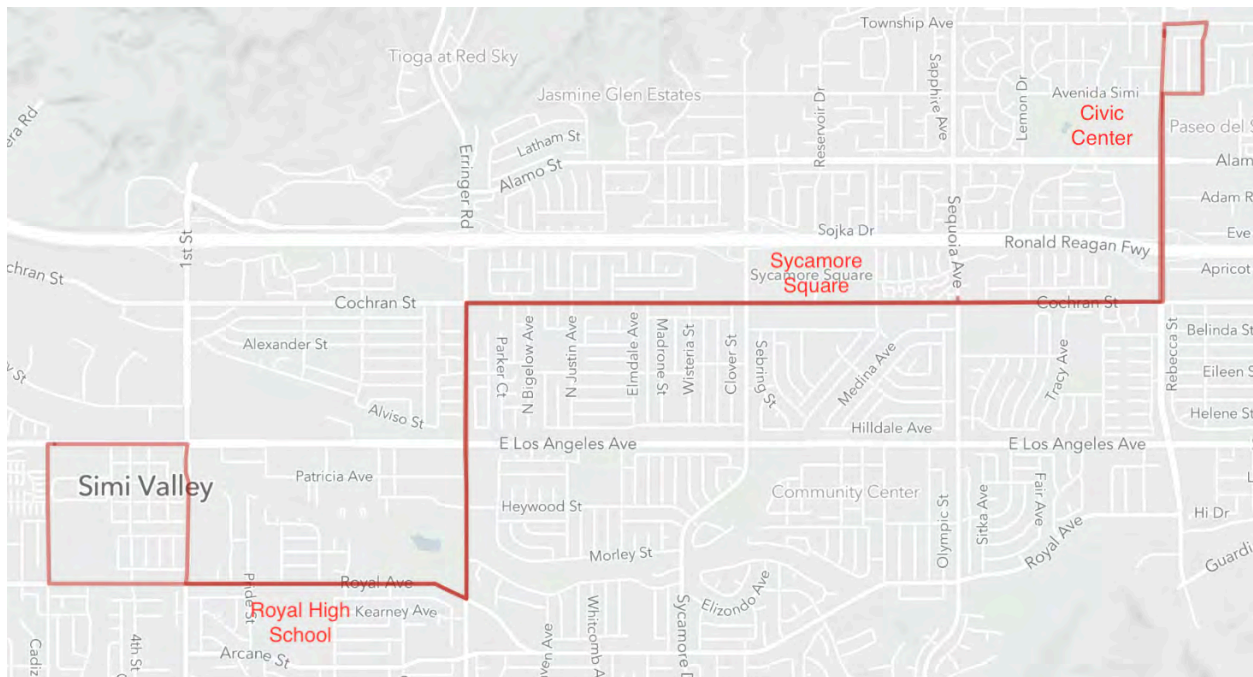 Township Ave
Tioga at Red Sky
Sapphire Ave
Reservoir Dr
Lemon Dr
Jasmine Glen Estates
Avenida Simi
Civic
Center
era Rd
Paseo del S
Latham St
Erringer Rd
Alamo St
Alam
Adam R
Sequoia Ave
1st St
Sojka Dr
Eve
Ronald Reagan Fwy
Sycamore
Sycamore Square
Square
chran St
Apricot
Cochran St
Cochran St
Parker Ct
N Bigelow Ave
N Justin Ave
Elmdale Ave
Madrone St
Wisteria St
Clover St
Sebring St
Medina Ave
Tracy Ave
Rebecca St
Belinda St
Alexander St
Eileen S
y St
Alviso St
Helene St
Hilldale Ave
E Los Angeles Ave
E Los Angeles Ave
Simi Valley
Patricia Ave
L
Community Center
Heywood St
Olympic St
Sitka Ave
Fair Ave
Royal Ave
Hi Dr
Morley St
Guardi
Royal Ave
Pride St
Elizondo Ave
Royal High
School
Kearney Ave
Whitcomb A
Sycamore D
aven Ave
Cadiz
4th St
Arcane St